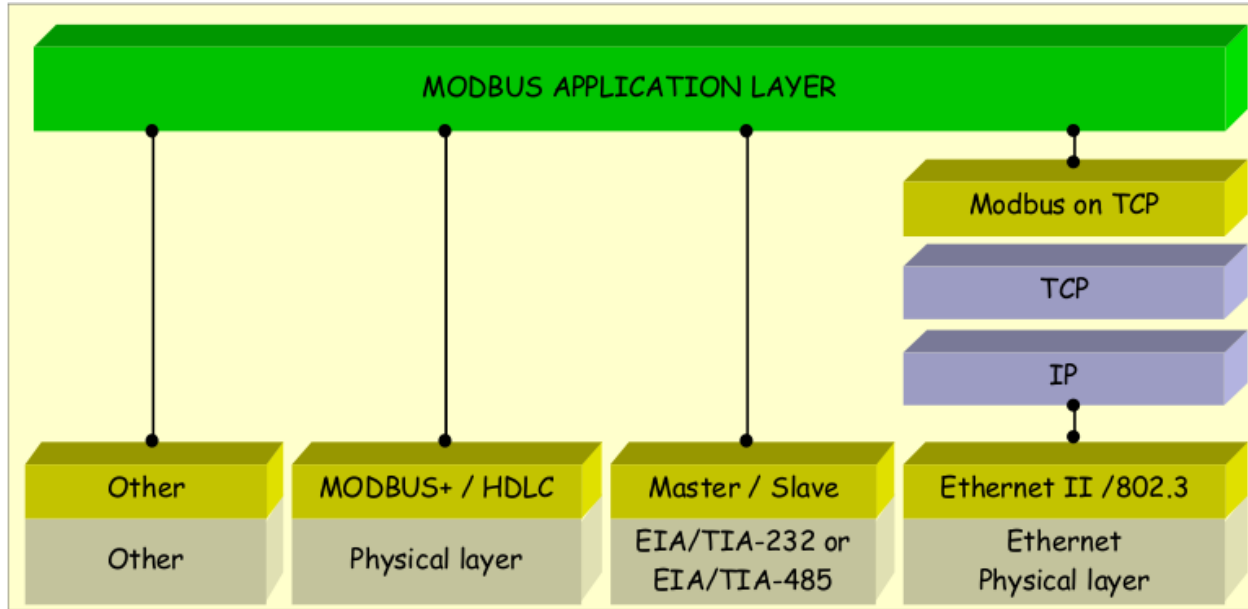 MODBUS APPLICATION LAYER
Modbus on TCP
TCP
IP
Other
MODBUS+ / HDLC
Master / Slave
Ethernet II /802.3
Other
Physical layer
EIA/TIA-232 or
EIA/TIA-485
Ethernet
Physical layer